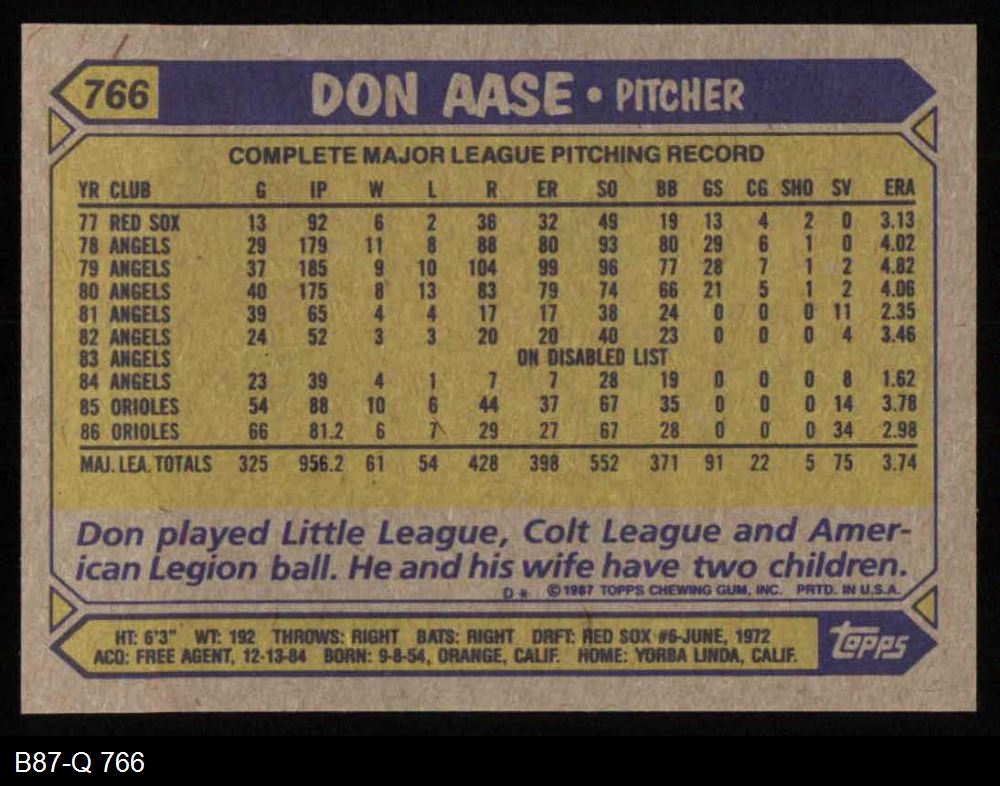 766 DON AASE • PITCHER
COMPLETE MAJOR LEAGUE PITCHING RECORD
YR CLUB G IP W L R ER SO BB GS CG SHO SV ERA
77 RED SOX 13 92 6 2 36 32 49 19 13 4 2 0 3.13
78 ANGELS 29 179 11 8 88 80 93 80 29 6 1 0 4.02
79 ANGELS 37 185 9 10 104 99 96 77 28 7 1 2 4.82
80 ANGELS 40 175 8 13 83 79 74 66 21 5 1 2 4.06
81 ANGELS 39 65 4 4 17 17 38 24 0 0 0 11 2.35
82 ANGELS 24 52 3 3 20 20 40 23 0 0 0 4 3.46
83 ANGELS ON DISABLED LIST
84 ANGELS 23 39 4 1 7 7 28 19 0 0 0 8 1.62
85 ORIOLES 54 88 10 6 44 37 67 35 0 0 0 14 3.78
86 ORIOLES 66 81.2 6 7 29 27 67 28 0 0 0 34 2.98
MAJ. LEA. TOTALS 325 956.2 61 54 428 398 552 371 91 22 5 75 3.74
Don played Little League, Colt League and Amer-
ican Legion ball. He and his wife have two children.
D* ©1987 TOPPS CHEWING GUM, INC. PRTD. IN U.S.A.
HT: 6'3" WT: 192 THROWS: RIGHT BATS: RIGHT DRFT: RED SOX #6-JUNE, 1972
ACQ: FREE AGENT, 12-13-84 BORN: 9-8-54, ORANGE, CALIF. HOME: YORBA LINDA, CALIF.
Topps
B87-Q 766